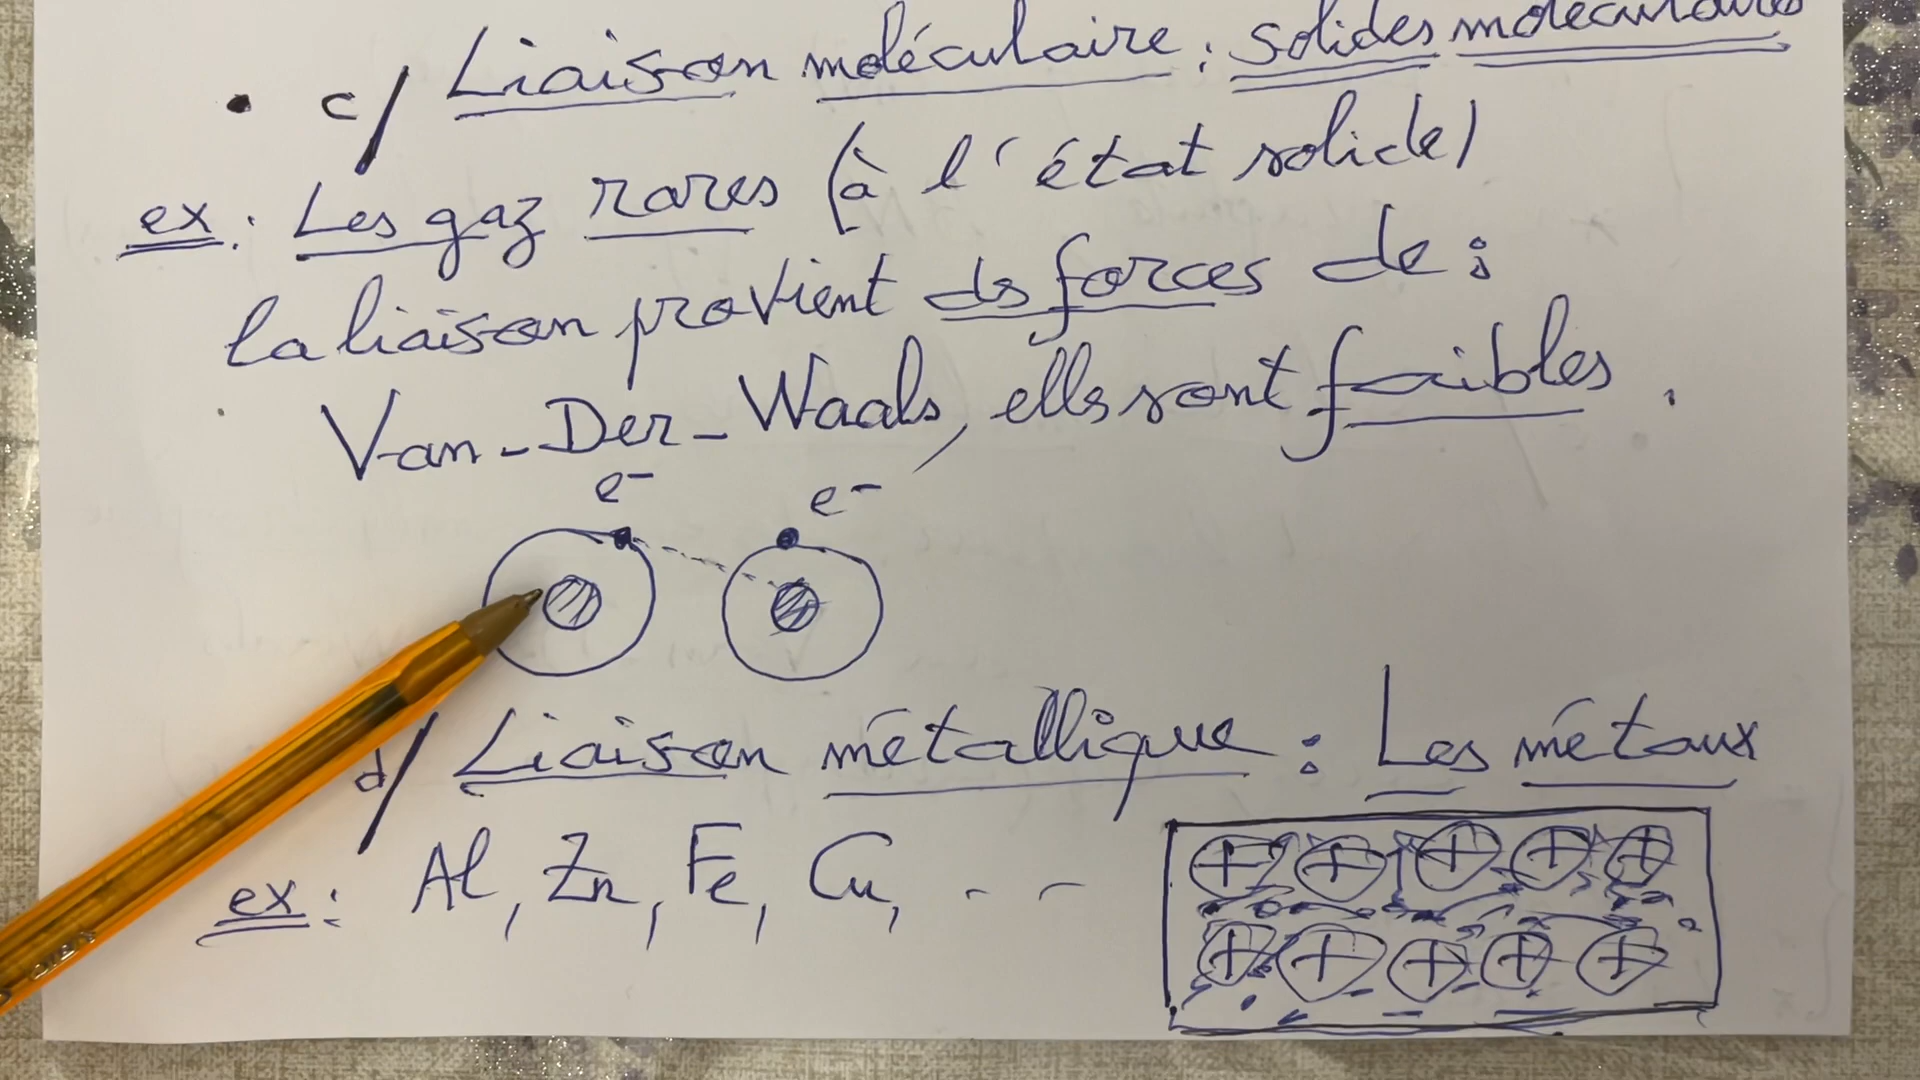 • c/ Liaison moléculaire : solides moléculaires
ex : Les gaz rares (à l'état solide)
la liaison provient ds forces de :
Van-Der-Waals, elles sont faibles.
e- e-
d/ Liaison métallique : Les métaux
ex : Al, Zn, Fe, Cu, - -
+ + + + +
+ + + + +